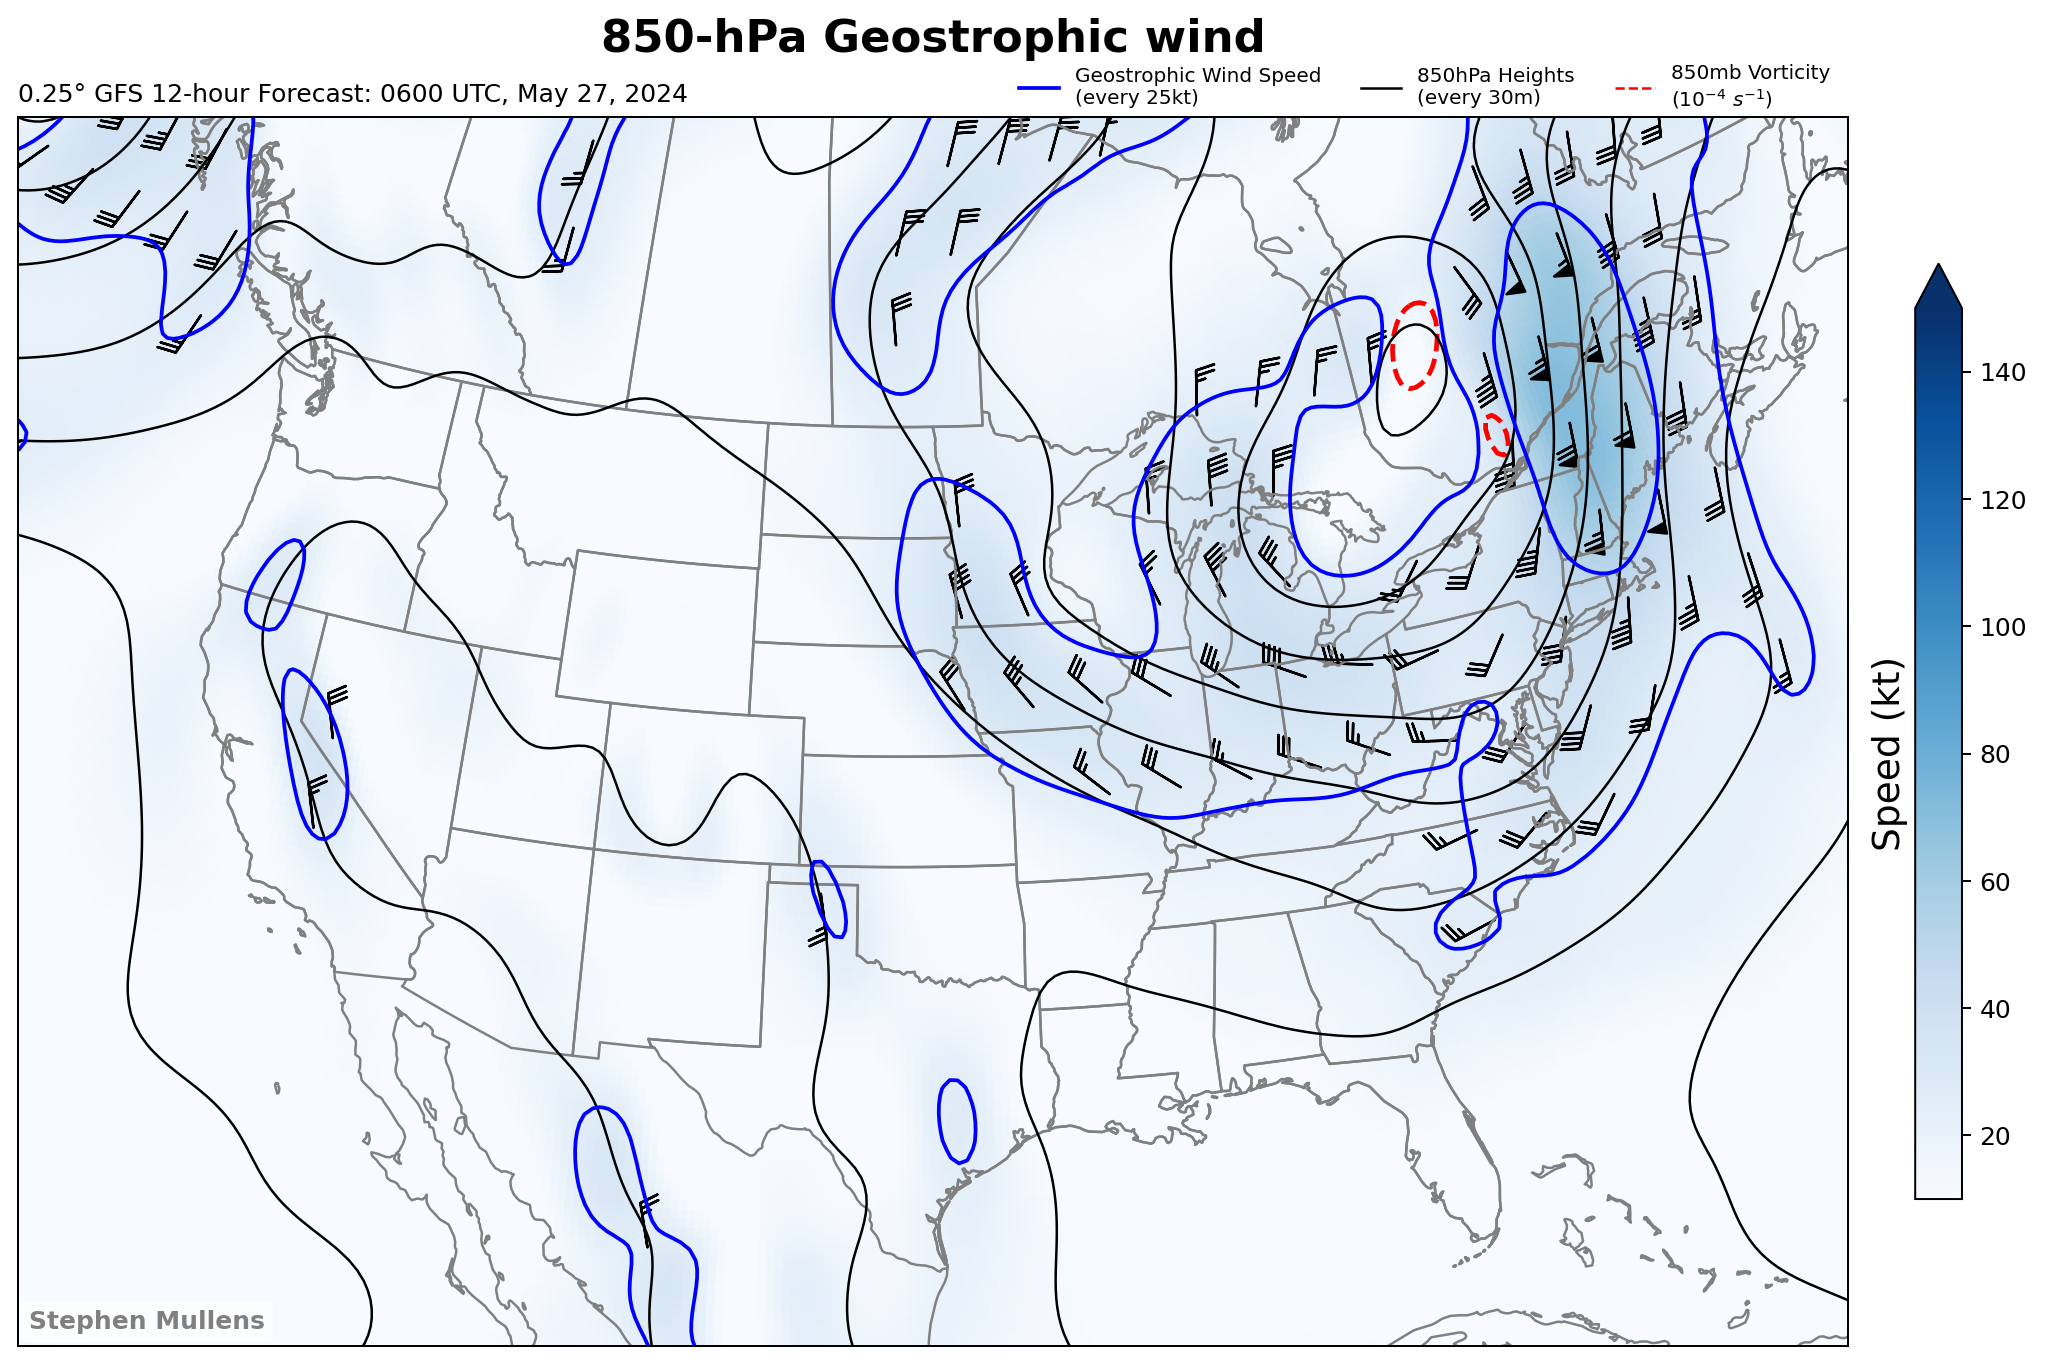 850-hPa Geostrophic wind
0.25° GFS 12-hour Forecast: 0600 UTC, May 27, 2024
Geostrophic Wind Speed
(every 25kt)
850hPa Heights
(every 30m)
850mb Vorticity
(10⁻⁴ s⁻¹)
140
120
100
80
60
40
20
Speed (kt)
Stephen Mullens